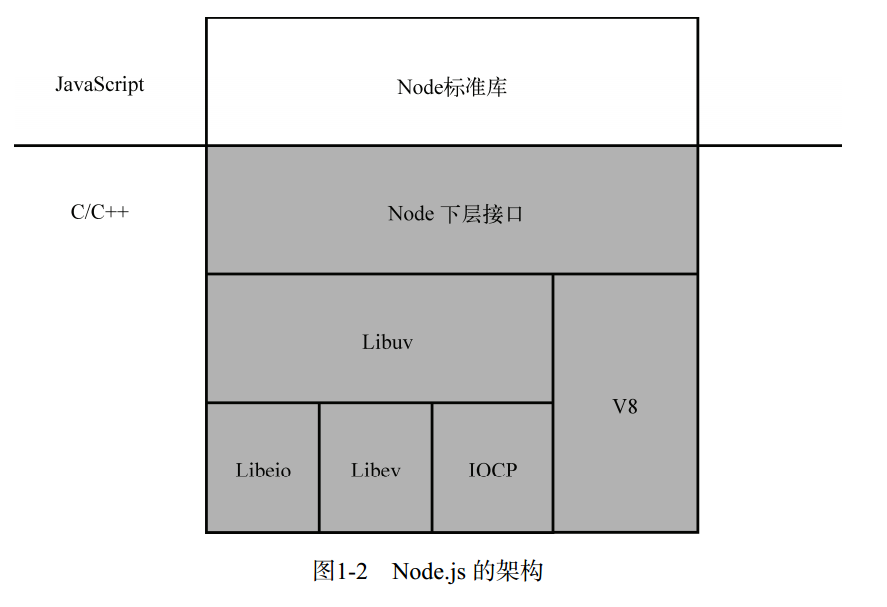 JavaScript
Node标准库
C/C++
Node 下层接口
Libuv
V8
Libeio
Libev
IOCP
图1-2 Node.js 的架构